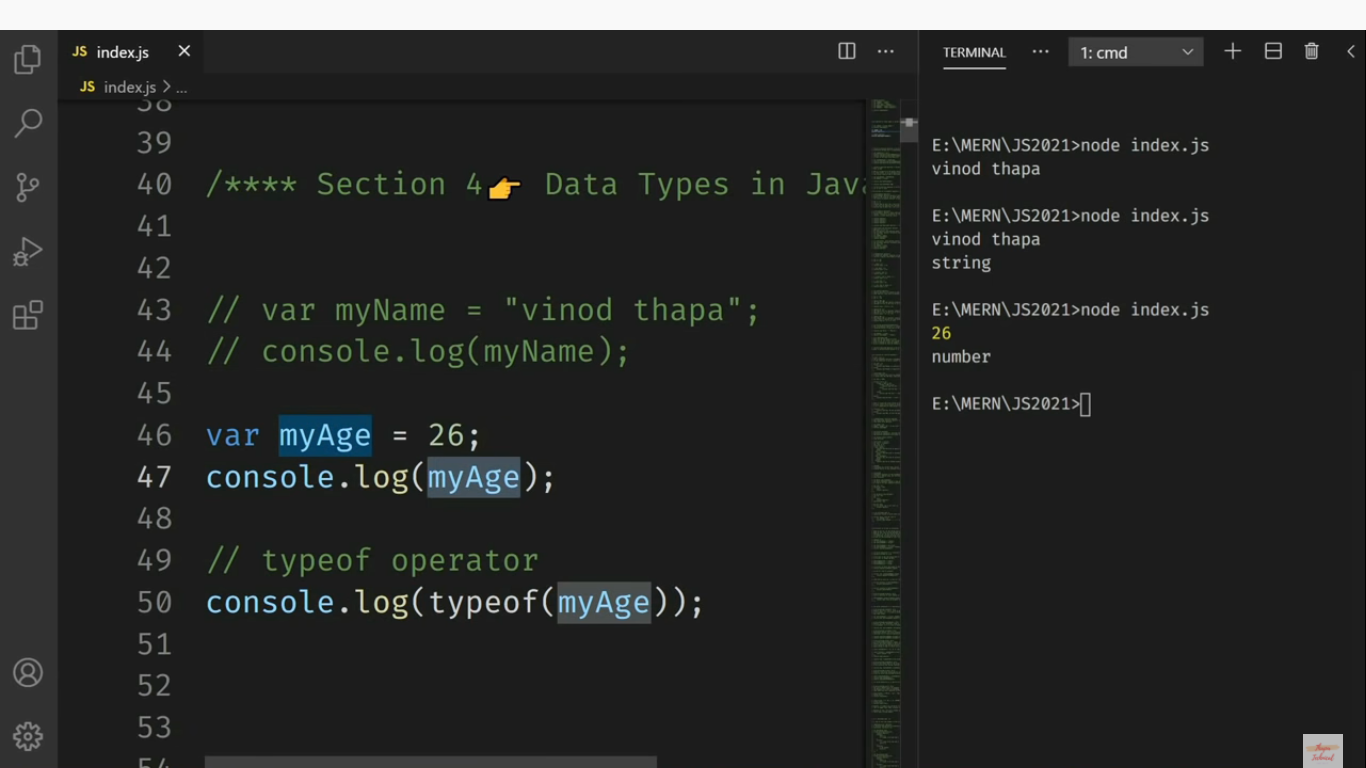 JS index.js
JS index.js > ...
38
39
40 /**** Section 4👉 Data Types in Java
41
42
43 // var myName = "vinod thapa";
44 // console.log(myName);
45
46 var myAge = 26;
47 console.log(myAge);
48
49 // typeof operator
50 console.log(typeof(myAge));
51
52
53
54
TERMINAL ... 1: cmd
E:\MERN\JS2021>node index.js
vinod thapa
E:\MERN\JS2021>node index.js
vinod thapa
string
E:\MERN\JS2021>node index.js
26
number
E:\MERN\JS2021>